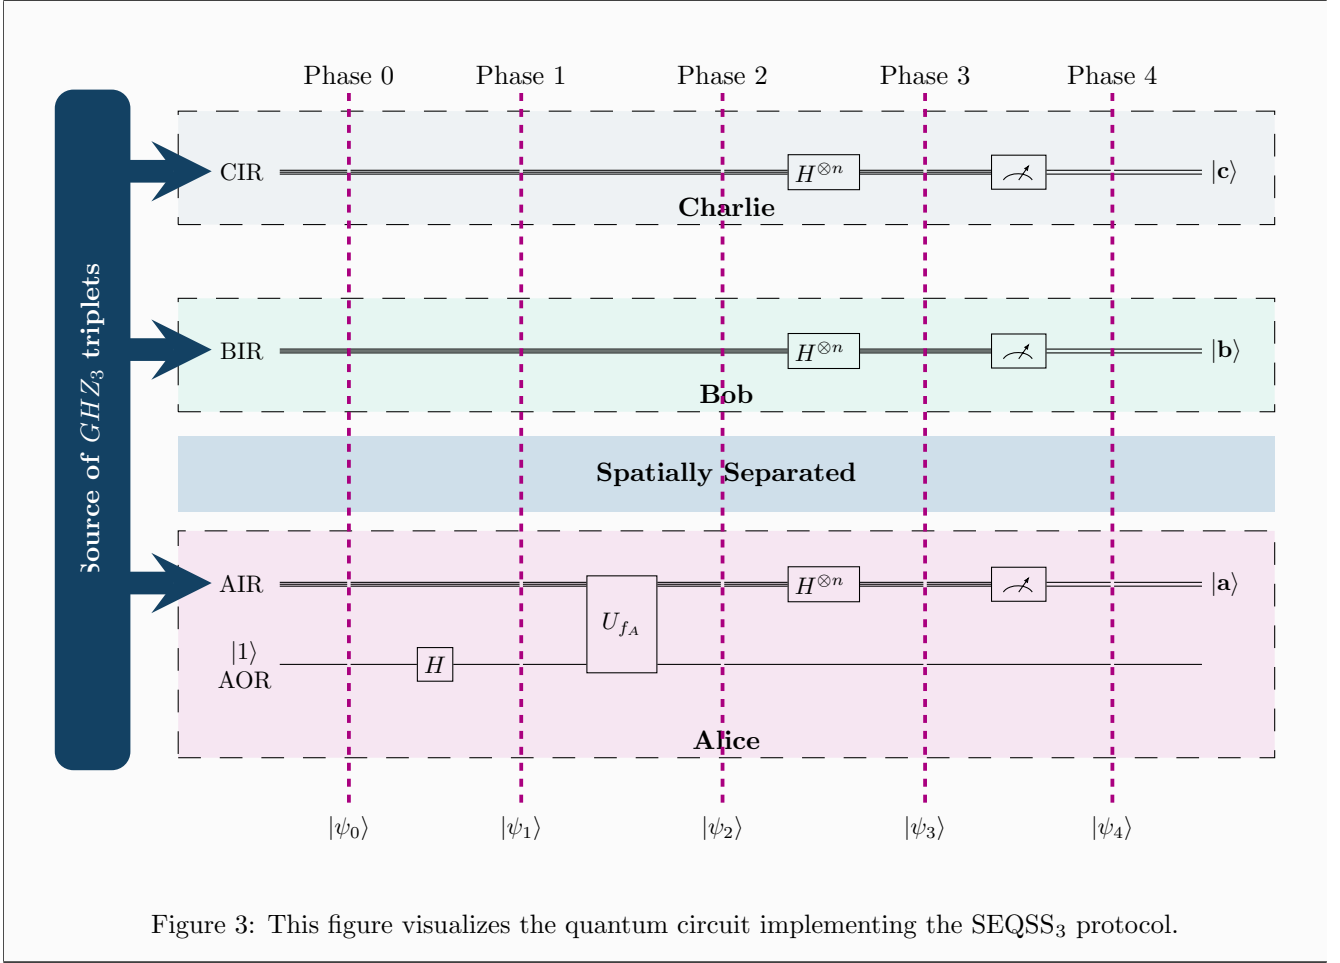 Phase 0 Phase 1 Phase 2 Phase 3 Phase 4
Source of GHZ₃ triplets
CIR H⊗n |c⟩
Charlie
BIR H⊗n |b⟩
Bob
Spatially Separated
AIR H⊗n |a⟩
U_{f_A}
|1⟩ H
AOR
Alice
|ψ₀⟩ |ψ₁⟩ |ψ₂⟩ |ψ₃⟩ |ψ₄⟩
Figure 3: This figure visualizes the quantum circuit implementing the SEQSS₃ protocol.